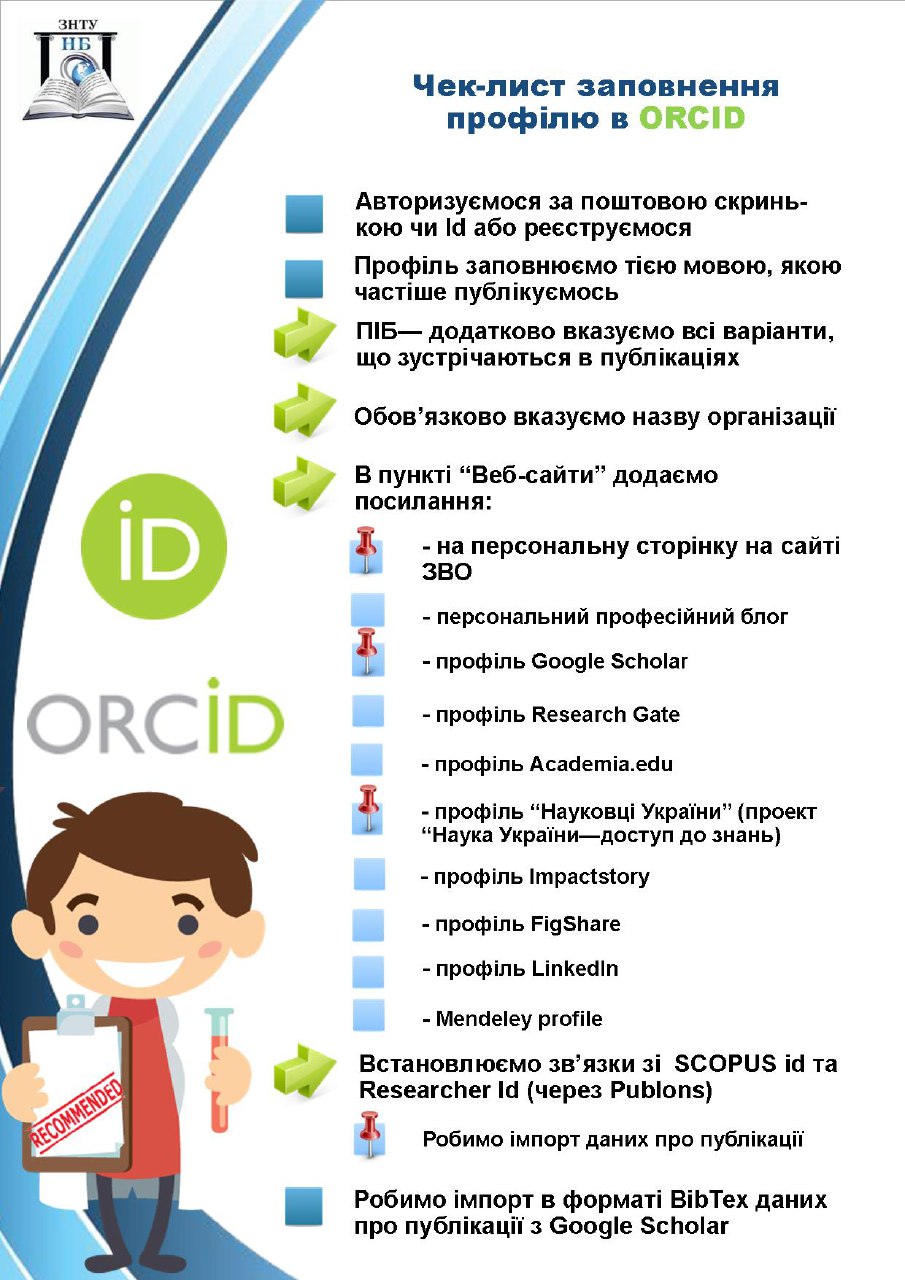 ЗНТУ
НБ
Чек-лист заповнення
профілю в ORCID
Авторизуємося за поштовою скринь-
кою чи Id або реєструємося
Профіль заповнюємо тією мовою, якою
частіше публікуємось
ПІБ— додатково вказуємо всі варіанти,
що зустрічаються в публікаціях
Обов’язково вказуємо назву організації
В пункті “Веб-сайти” додаємо
посилання:
- на персональну сторінку на сайті
ЗВО
- персональний професійний блог
- профіль Google Scholar
- профіль Research Gate
- профіль Academia.edu
- профіль “Науковці України” (проект
“Наука України—доступ до знань)
- профіль Impactstory
- профіль FigShare
- профіль LinkedIn
- Mendeley profile
Встановлюємо зв’язки зі  SCOPUS id та
Researcher Id (через Publons)
Робимо імпорт даних про публікації
Робимо імпорт в форматі BibTex даних
про публікації з Google Scholar
iD
ORCiD
RECOMMENDED